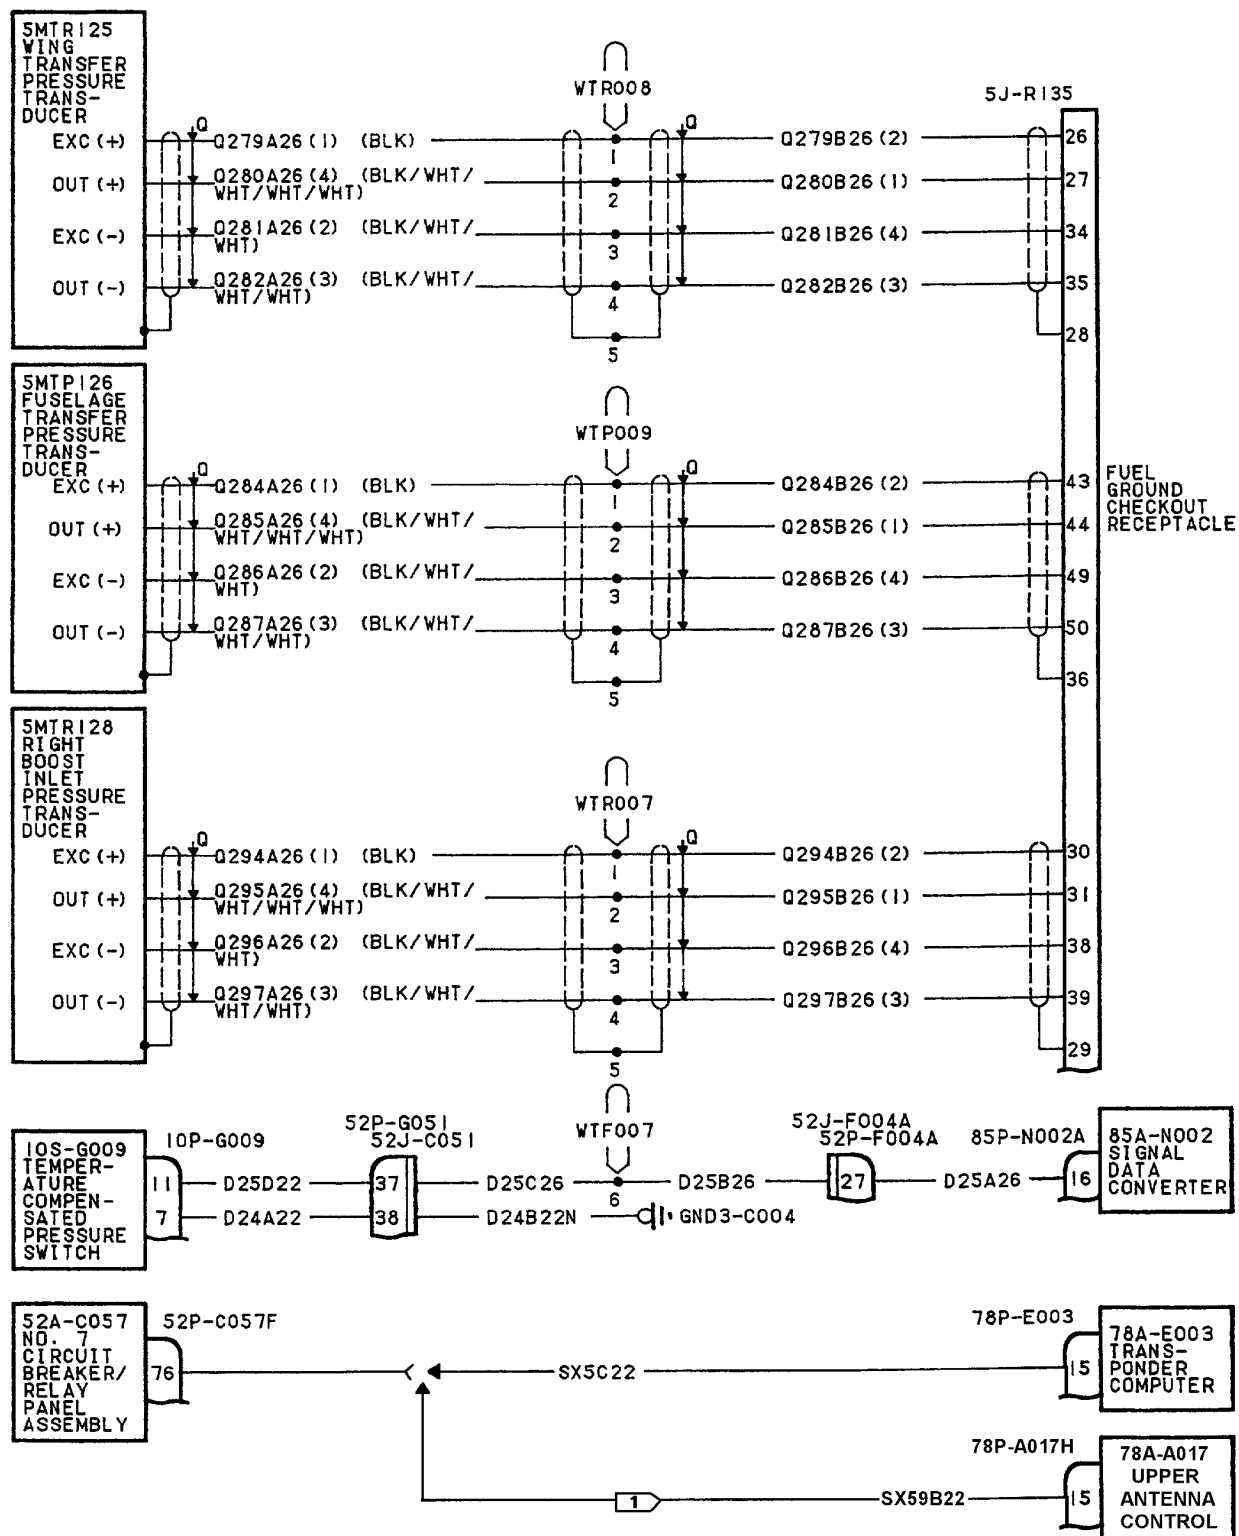 5MTR125
WING
TRANSFER
PRESSURE
TRANS-
DUCER
EXC (+)
OUT (+)
EXC (-)
OUT (-)
Q
Q279A26 (1) (BLK)
Q280A26 (4) (BLK/WHT/
WHT/WHT/WHT)
Q281A26 (2) (BLK/WHT/
WHT)
Q282A26 (3) (BLK/WHT/
WHT/WHT)
WTR008
1
2
3
4
5
Q
Q279B26 (2)
Q280B26 (1)
Q281B26 (4)
Q282B26 (3)
5J-R135
26
27
34
35
28
5MTP126
FUSELAGE
TRANSFER
PRESSURE
TRANS-
DUCER
EXC (+)
OUT (+)
EXC (-)
OUT (-)
Q
Q284A26 (1) (BLK)
Q285A26 (4) (BLK/WHT/
WHT/WHT/WHT)
Q286A26 (2) (BLK/WHT/
WHT)
Q287A26 (3) (BLK/WHT/
WHT/WHT)
WTP009
1
2
3
4
5
Q
Q284B26 (2)
Q285B26 (1)
Q286B26 (4)
Q287B26 (3)
43
44
49
50
36
FUEL
GROUND
CHECKOUT
RECEPTACLE
5MTR128
RIGHT
BOOST
INLET
PRESSURE
TRANS-
DUCER
EXC (+)
OUT (+)
EXC (-)
OUT (-)
Q
Q294A26 (1) (BLK)
Q295A26 (4) (BLK/WHT/
WHT/WHT/WHT)
Q296A26 (2) (BLK/WHT/
WHT)
Q297A26 (3) (BLK/WHT/
WHT/WHT)
WTR007
1
2
3
4
5
Q
Q294B26 (2)
Q295B26 (1)
Q296B26 (4)
Q297B26 (3)
30
31
38
39
29
10S-G009
TEMPER-
ATURE
COMPEN-
SATED
PRESSURE
SWITCH
10P-G009
11
7
D25D22
D24A22
52P-G051
52J-C051
37
38
D25C26
D24B22N
WTF007
6
GND3-C004
D25B26
52J-F004A
52P-F004A
27
D25A26
85P-N002A
16
85A-N002
SIGNAL
DATA
CONVERTER
52A-C057
NO. 7
CIRCUIT
BREAKER/
RELAY
PANEL
ASSEMBLY
52P-C057F
76
SX5C22
78P-E003
15
78A-E003
TRANS-
PONDER
COMPUTER
1
SX59B22
78P-A017H
15
78A-A017
UPPER
ANTENNA
CONTROL